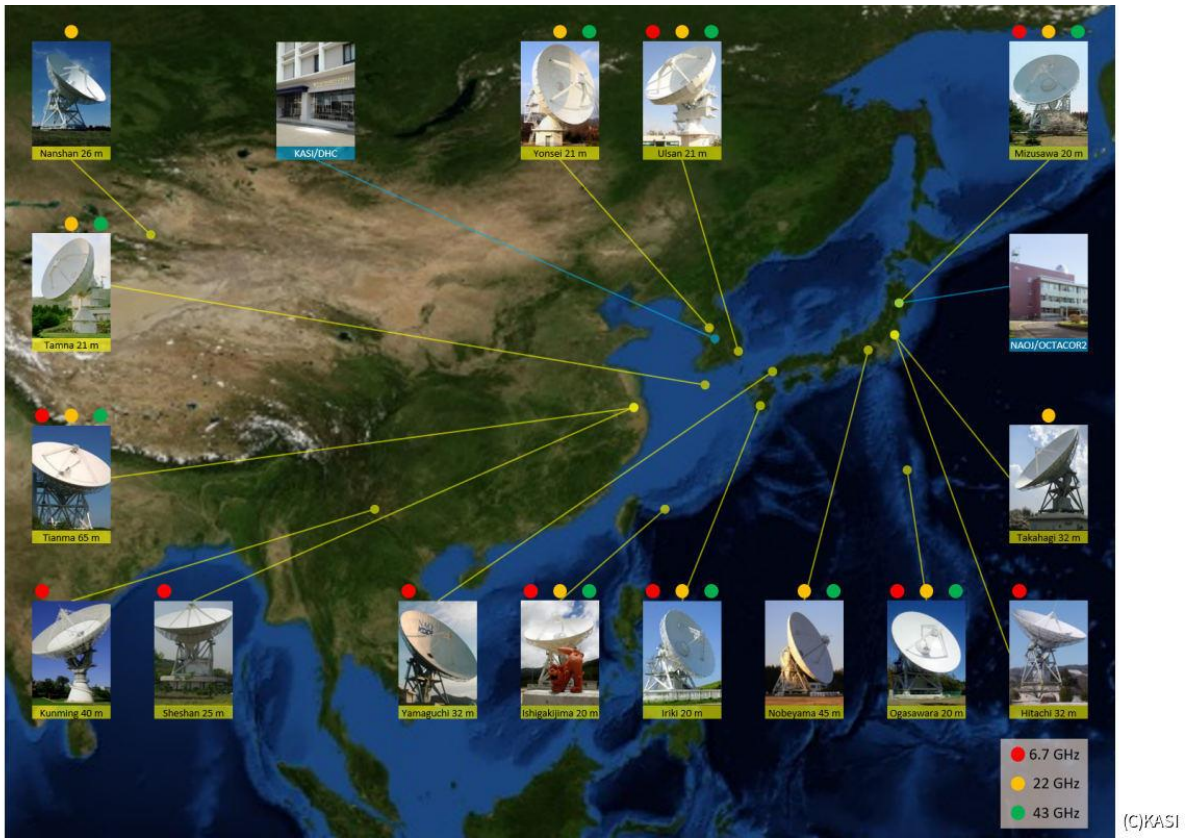 Nanshan 26 m
KASI/DHC
Yonsei 21 m
Ulsan 21 m
Mizusawa 20 m
Tamna 21 m
NAOJ/OCTACOR2
Tianma 65 m
Takahagi 32 m
Kunming 40 m
Sheshan 25 m
Yamaguchi 32 m
Ishigakijima 20 m
Iriki 20 m
Nobeyama 45 m
Ogasawara 20 m
Hitachi 32 m
6.7 GHz
22 GHz
43 GHz
(C)KASI